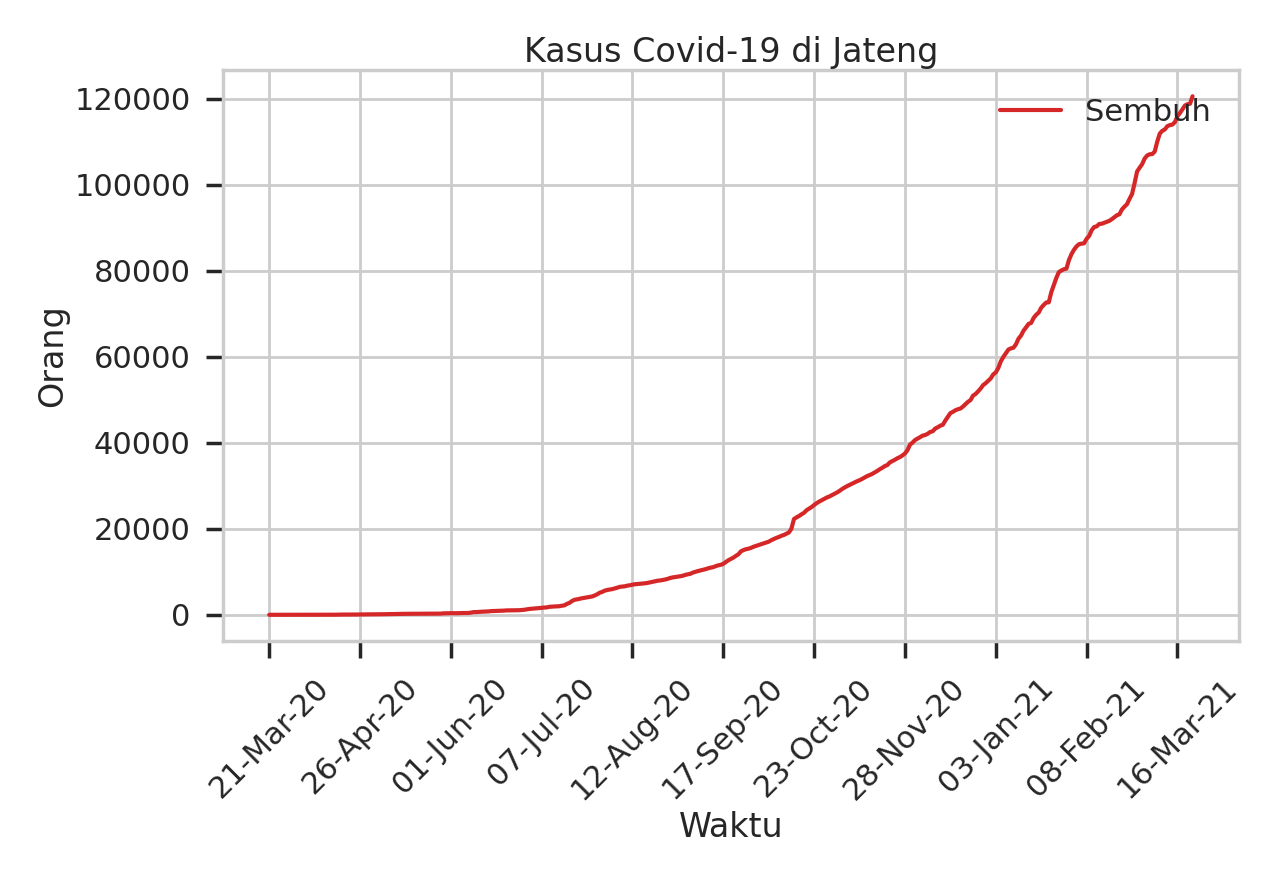 Kasus Covid-19 di Jateng
Sembuh
120000
100000
80000
60000
40000
20000
0
Orang
21-Mar-20
26-Apr-20
01-Jun-20
07-Jul-20
12-Aug-20
17-Sep-20
23-Oct-20
28-Nov-20
03-Jan-21
08-Feb-21
16-Mar-21
Waktu